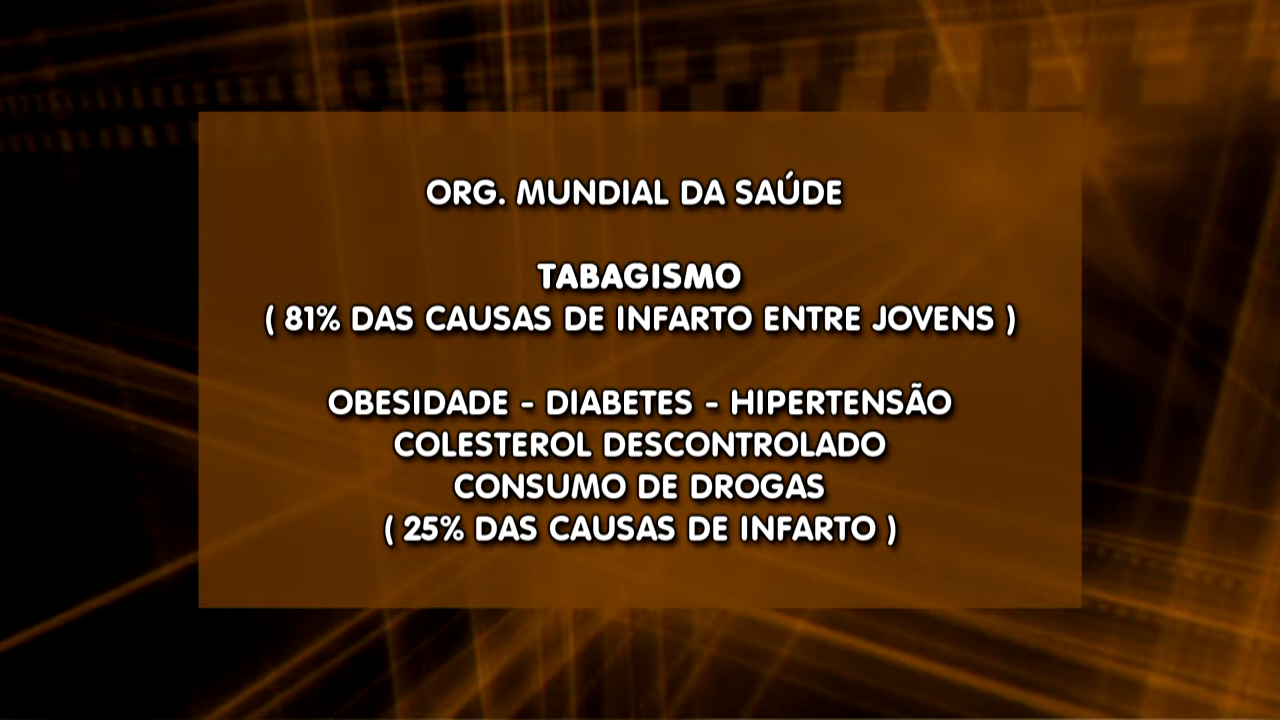 ORG. MUNDIAL DA SAÚDE
TABAGISMO
( 81% DAS CAUSAS DE INFARTO ENTRE JOVENS )
OBESIDADE - DIABETES - HIPERTENSÃO
COLESTEROL DESCONTROLADO
CONSUMO DE DROGAS
( 25% DAS CAUSAS DE INFARTO )